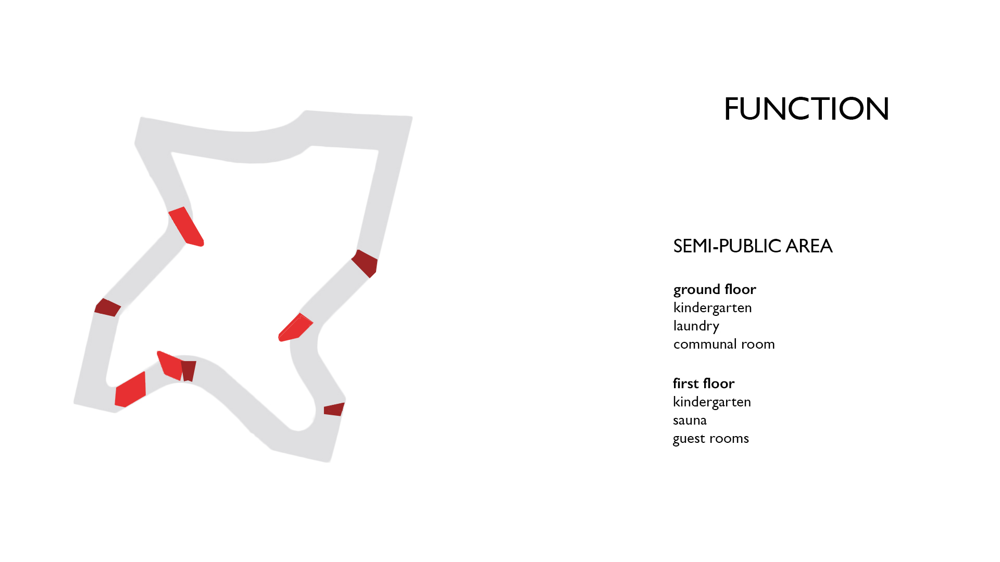 FUNCTION
SEMI-PUBLIC AREA
ground floor
kindergarten
laundry
communal room
first floor
kindergarten
sauna
guest rooms